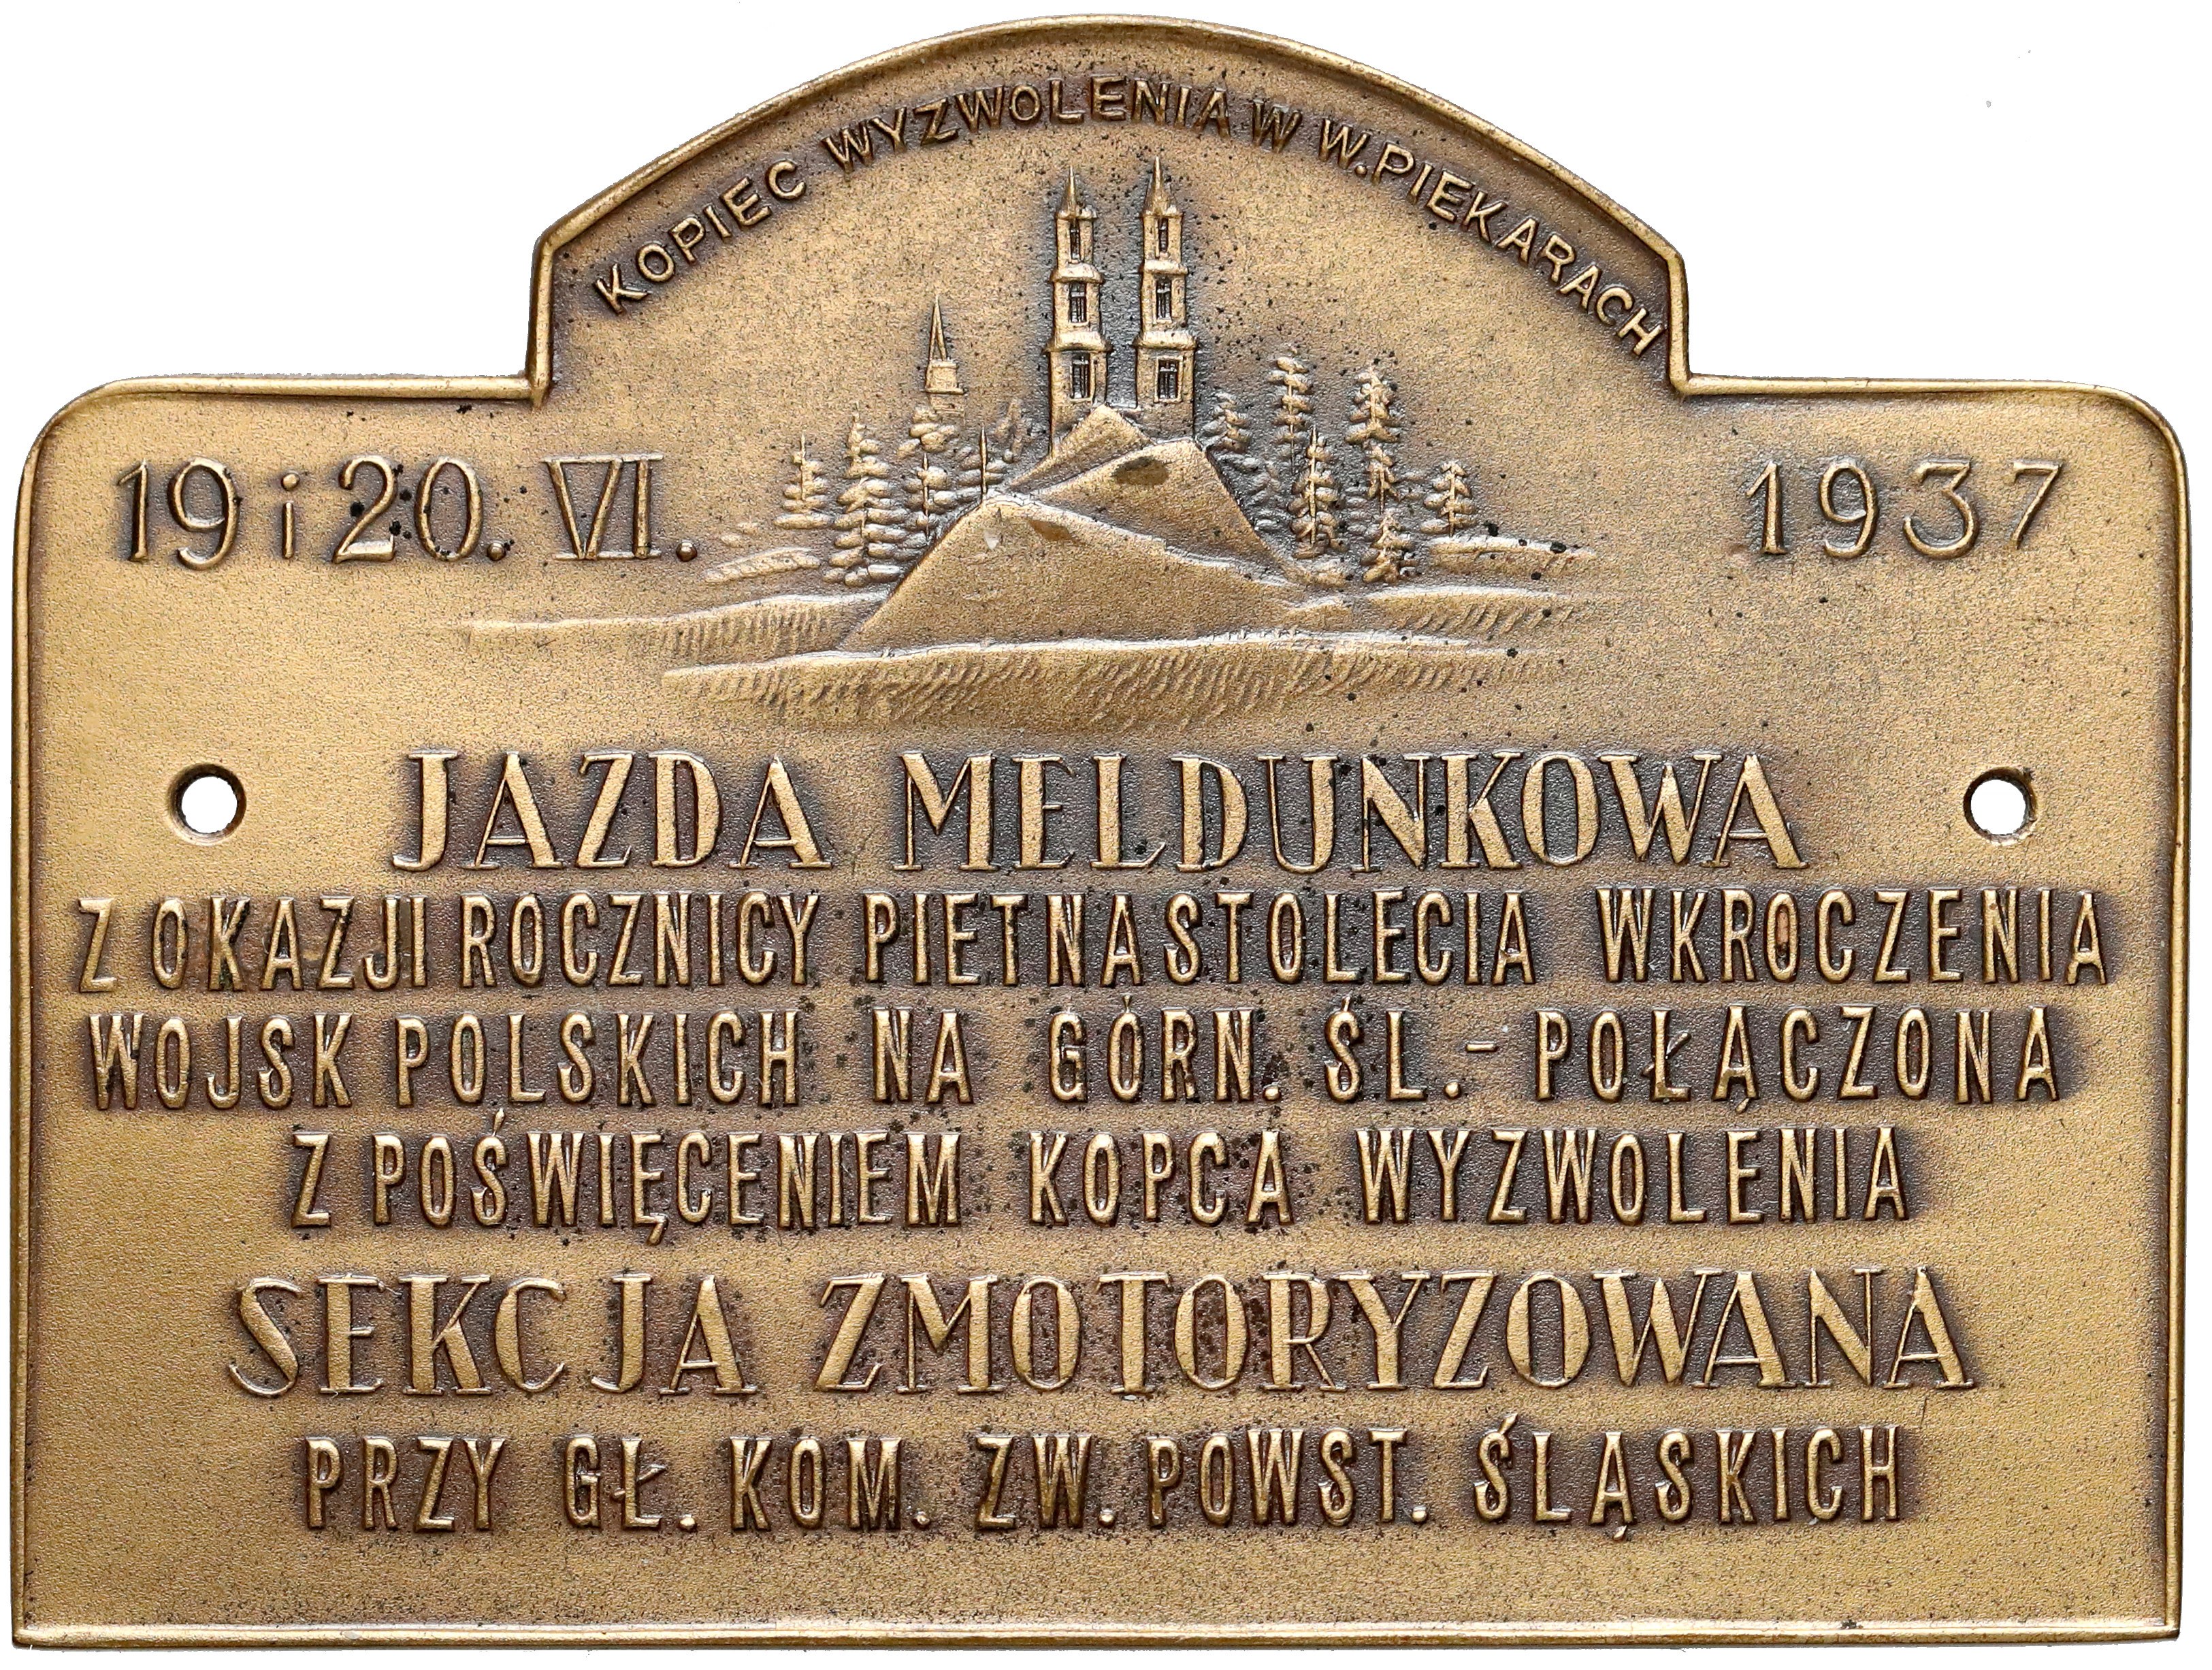 KOPIEC WYZWOLENIA W W. PIEKARACH
19 i 20. VI. 1937
JAZDA MELDUNKOWA
Z OKAZJI ROCZNICY PIETNASTOLECIA WKROCZENIA
WOJSK POLSKICH NA GÓRN. ŚL. - POŁĄCZONA
Z POŚWIĘCENIEM KOPCA WYZWOLENIA
SEKCJA ZMOTORYZOWANA
PRZY GŁ. KOM. ZW. POWST. ŚLĄSKICH